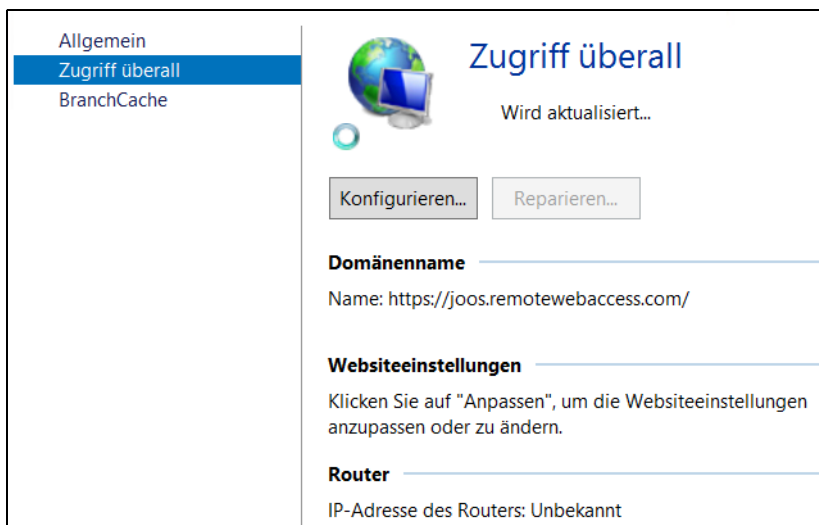 Allgemein
Zugriff überall
BranchCache
Zugriff überall
Wird aktualisiert...
Konfigurieren...
Reparieren...
Domänenname
Name: https://joos.remotewebaccess.com/
Websiteeinstellungen
Klicken Sie auf "Anpassen", um die Websiteeinstellungen
anzupassen oder zu ändern.
Router
IP-Adresse des Routers: Unbekannt